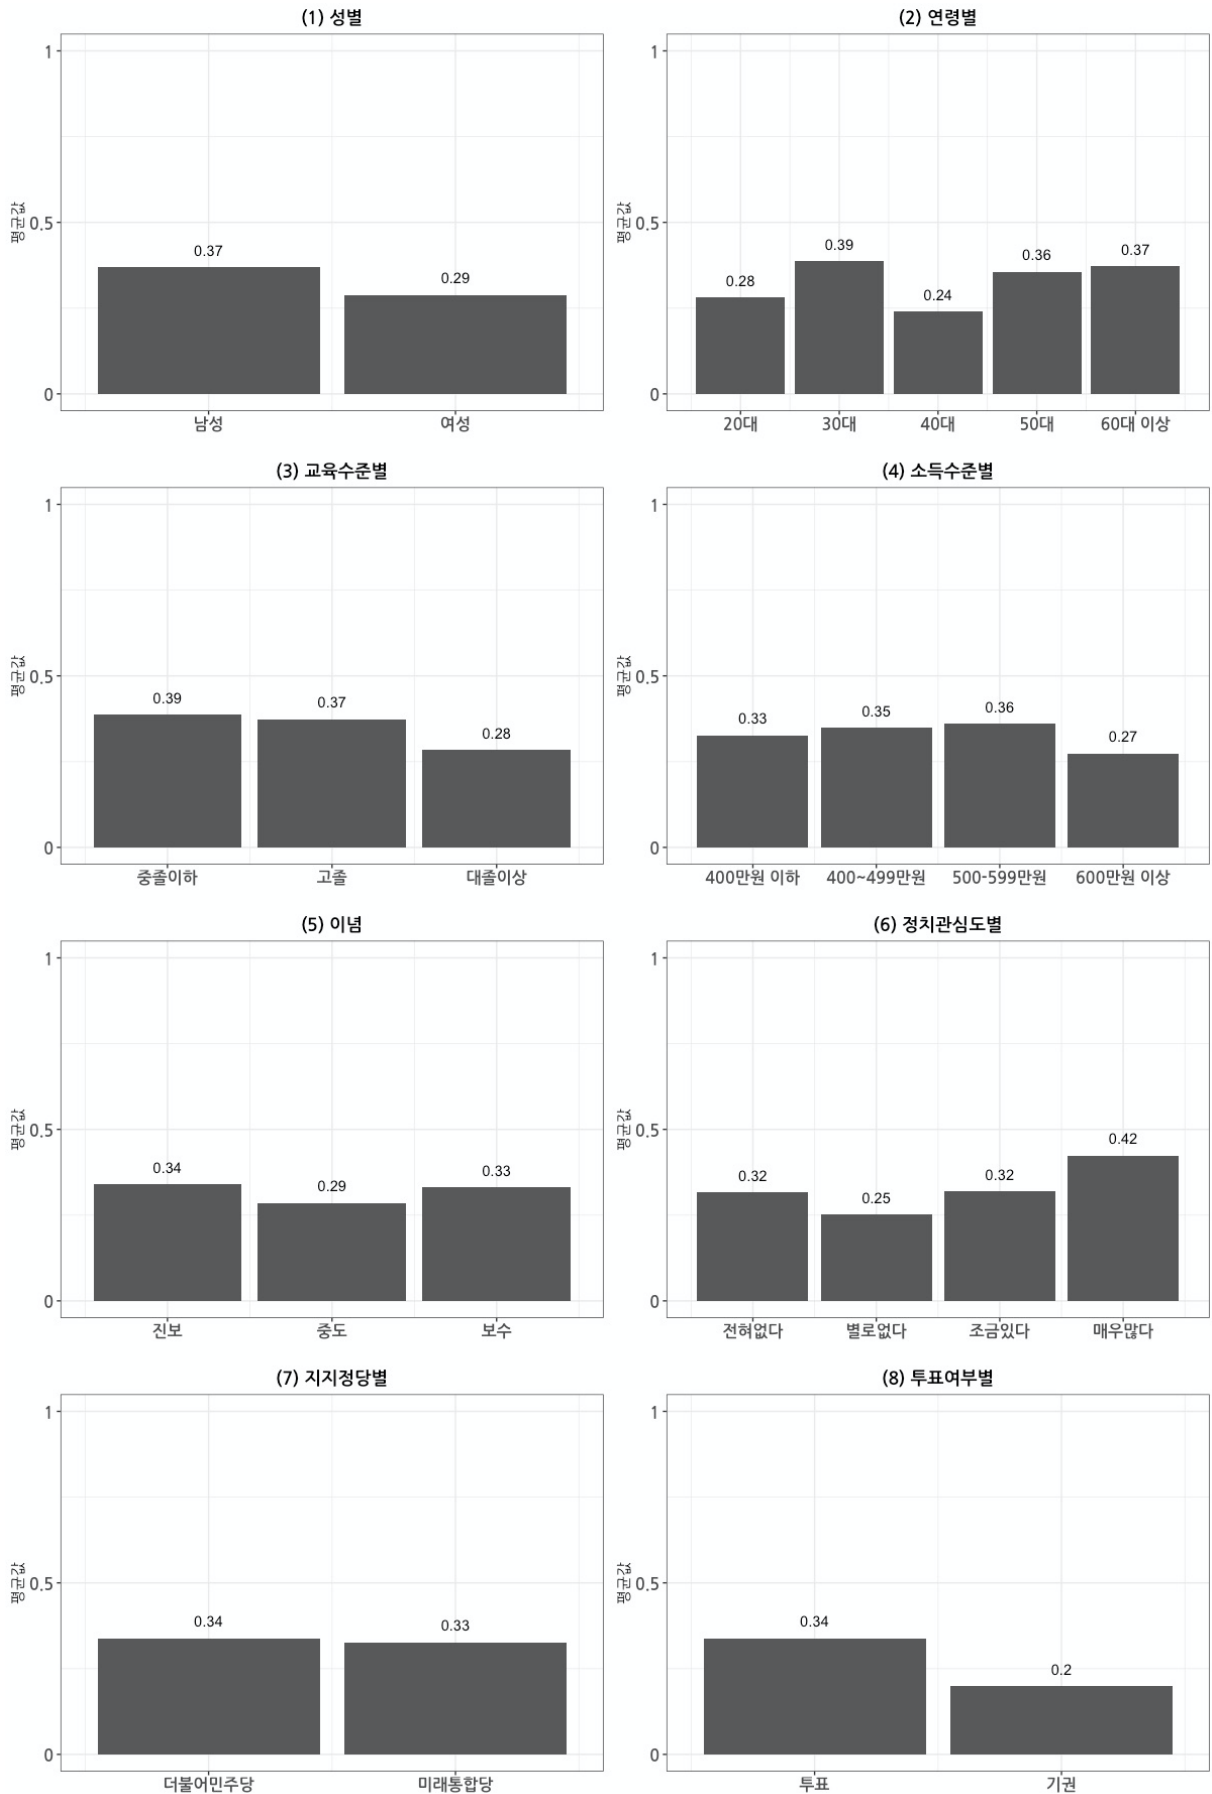 (1) 성별
1
0.5
0
평균값
0.37
0.29
남성 여성
(2) 연령별
1
0.5
0
평균값
0.28
0.39
0.24
0.36
0.37
20대 30대 40대 50대 60대 이상
(3) 교육수준별
1
0.5
0
평균값
0.39
0.37
0.28
중졸이하 고졸 대졸이상
(4) 소득수준별
1
0.5
0
평균값
0.33
0.35
0.36
0.27
400만원 이하 400~499만원 500-599만원 600만원 이상
(5) 이념
1
0.5
0
평균값
0.34
0.29
0.33
진보 중도 보수
(6) 정치관심도별
1
0.5
0
평균값
0.32
0.25
0.32
0.42
전혀없다 별로없다 조금있다 매우많다
(7) 지지정당별
1
0.5
0
평균값
0.34
0.33
더불어민주당 미래통합당
(8) 투표여부별
1
0.5
0
평균값
0.34
0.2
투표 기권